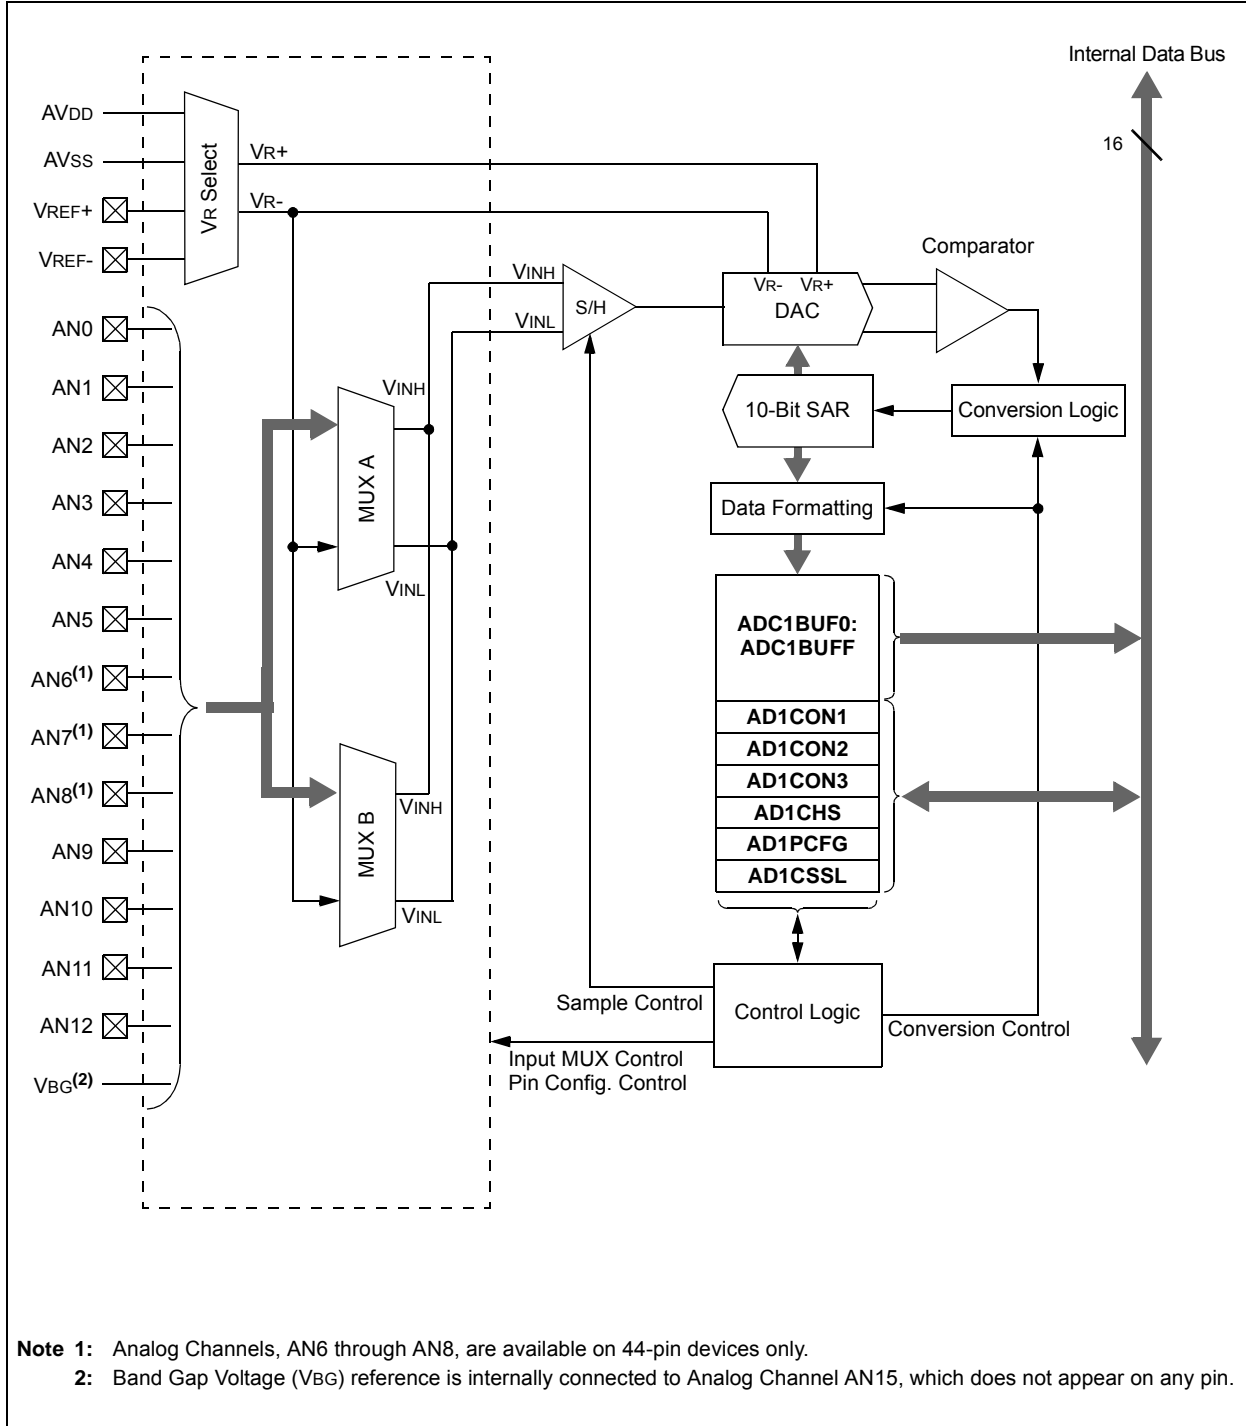 Internal Data Bus
AVDD
AVSS
VREF+
VREF-
VR Select
VR+
VR-
16
Comparator
VINH
VINL
S/H
VR- VR+
DAC
AN0
AN1
AN2
AN3
AN4
AN5
AN6(1)
AN7(1)
AN8(1)
AN9
AN10
AN11
AN12
VBG(2)
VINH
MUX A
VINL
MUX B
VINH
VINL
10-Bit SAR
Conversion Logic
Data Formatting
ADC1BUF0:
ADC1BUFF
AD1CON1
AD1CON2
AD1CON3
AD1CHS
AD1PCFG
AD1CSSL
Sample Control
Control Logic
Conversion Control
Input MUX Control
Pin Config. Control
Note 1: Analog Channels, AN6 through AN8, are available on 44-pin devices only.
2: Band Gap Voltage (VBG) reference is internally connected to Analog Channel AN15, which does not appear on any pin.